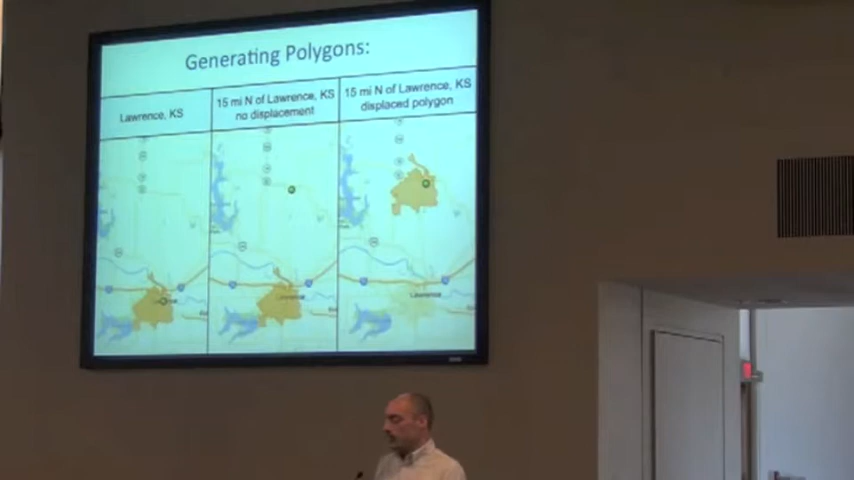 Generating Polygons:
Lawrence, KS
15 mi N of Lawrence, KS
no displacement
15 mi N of Lawrence, KS
displaced polygon
Lawrence
Lawrence